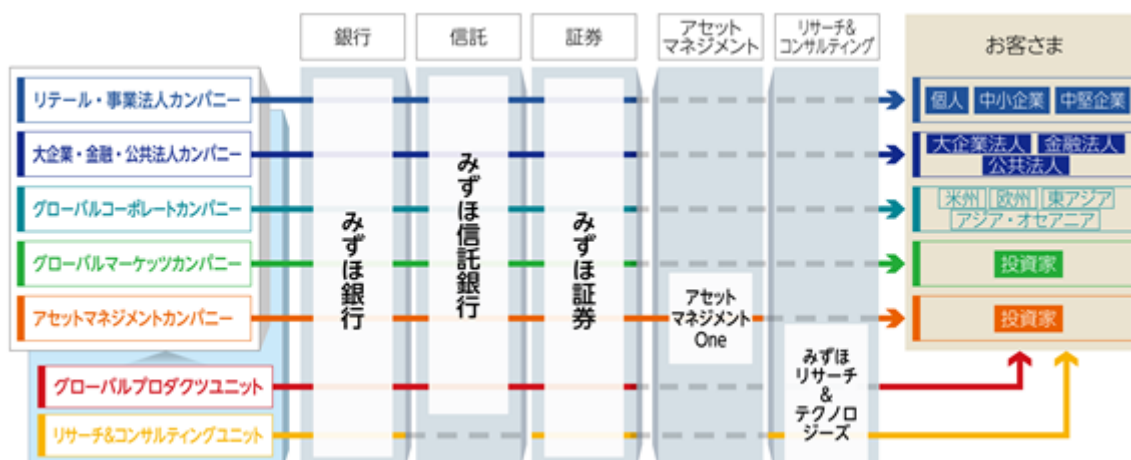 銀行
信託
証券
アセット
マネジメント
リサーチ&
コンサルティング
お客さま
リテール・事業法人カンパニー
個人 中小企業 中堅企業
大企業・金融・公共法人カンパニー
大企業法人 金融法人
公共法人
グローバルコーポレートカンパニー
米州 欧州 東アジア
アジア・オセアニア
グローバルマーケッツカンパニー
投資家
アセットマネジメントカンパニー
投資家
グローバルプロダクツユニット
リサーチ&コンサルティングユニット
みずほ銀行
みずほ信託銀行
みずほ証券
アセット
マネジメント
One
みずほ
リサーチ
&
テクノロ
ジーズ